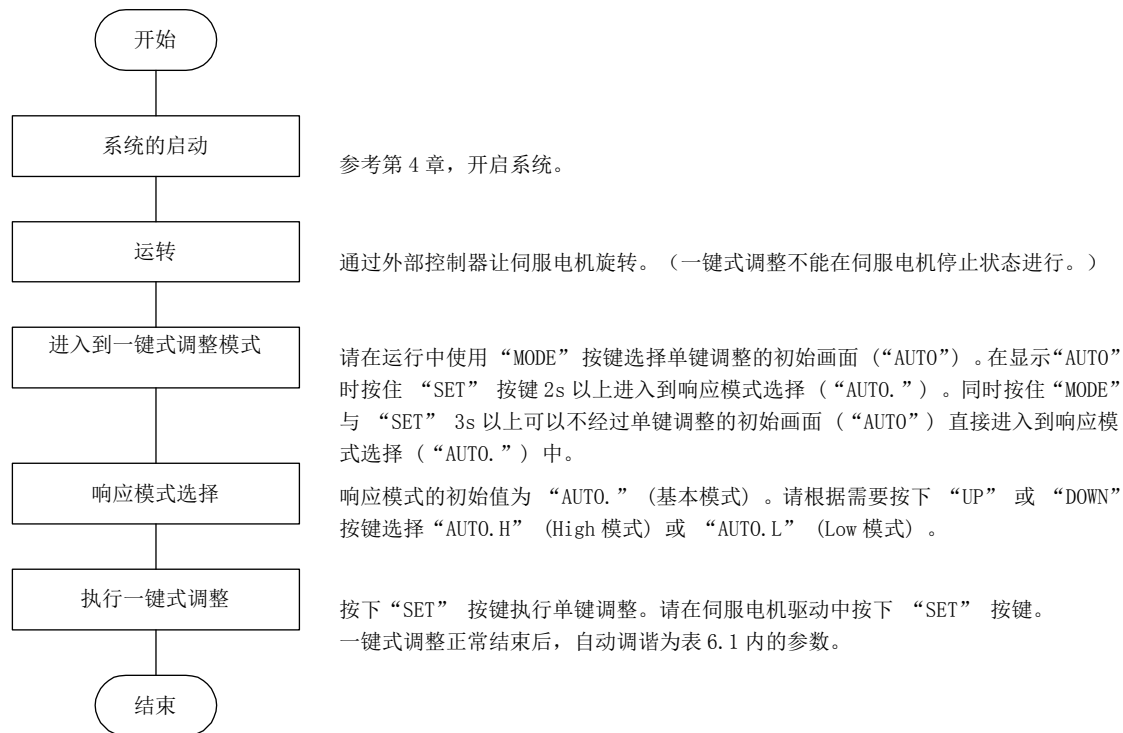 开始
系统的启动
参考第 4 章，开启系统。
运转
通过外部控制器让伺服电机旋转。（一键式调整不能在伺服电机停止状态进行。）
进入到一键式调整模式
请在运行中使用 “MODE” 按键选择单键调整的初始画面 (“AUTO”) 。在显示“AUTO”
时按住 “SET” 按键 2s 以上进入到响应模式选择 (“AUTO.”) 。同时按住“MODE”
与 “SET” 3s 以上可以不经过单键调整的初始画面 (“AUTO”) 直接进入到响应模
式选择 (“AUTO.”) 中。
响应模式选择
响应模式的初始值为 “AUTO.” (基本模式) 。请根据需要按下 “UP” 或 “DOWN”
按键选择“AUTO.H” (High 模式) 或 “AUTO.L” (Low 模式) 。
执行一键式调整
按下“SET” 按键执行单键调整。请在伺服电机驱动中按下 “SET” 按键。
一键式调整正常结束后，自动调谐为表 6.1 内的参数。
结束